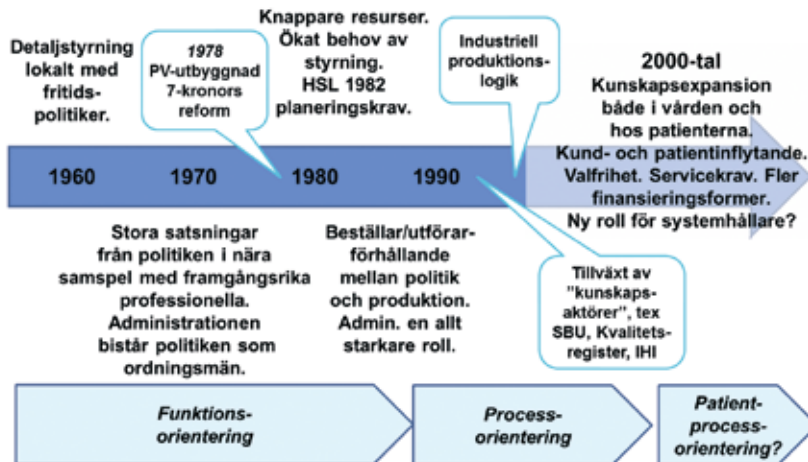 Detaljstyrning
lokalt med
fritids-
politiker.
1978
PV-utbyggnad
7-kronors
reform
Knappare resurser.
Ökat behov av
styrning.
HSL 1982
planeringskrav.
Industriell
produktions-
logik
2000-tal
Kunskapsexpansion
både i vården och
hos patienterna.
Kund- och patientinflytande.
Valfrihet. Servicekrav. Fler
finansieringsformer.
Ny roll för systemhållare?
1960
1970
1980
1990
Stora satsningar
från politiken i nära
samspel med framgångsrika
professionella.
Administrationen
bistår politiken som
ordningsmän.
Beställar/utförar-
förhållande
mellan politik
och produktion.
Admin. en allt
starkare roll.
Tillväxt av
"kunskaps-
aktörer", tex
SBU, Kvalitets-
register, IHI
Funktions-
orientering
Process-
orientering
Patient-
process-
orientering?